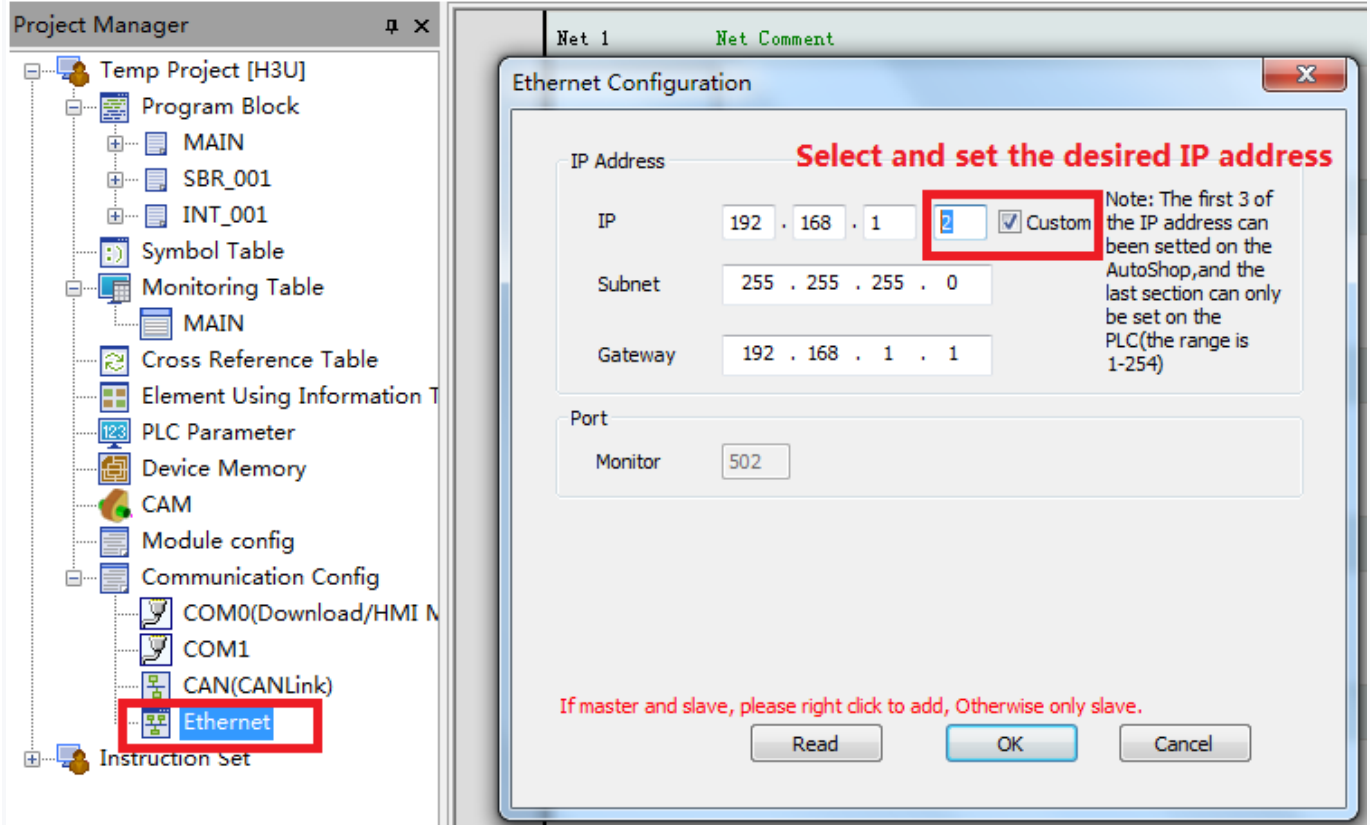 Project Manager
Temp Project [H3U]
Program Block
MAIN
SBR_001
INT_001
Symbol Table
Monitoring Table
MAIN
Cross Reference Table
Element Using Information T
PLC Parameter
Device Memory
CAM
Module config
Communication Config
COM0(Download/HMI M
COM1
CAN(CANLink)
Ethernet
Instruction Set
Net 1 Net Comment
Ethernet Configuration
Select and set the desired IP address
IP Address
IP 192 . 168 . 1 2 Custom
Subnet 255 . 255 . 255 . 0
Gateway 192 . 168 . 1 . 1
Note: The first 3 of
the IP address can
been setted on the
AutoShop,and the
last section can only
be set on the
PLC(the range is
1-254)
Port
Monitor 502
If master and slave, please right click to add, Otherwise only slave.
Read OK Cancel